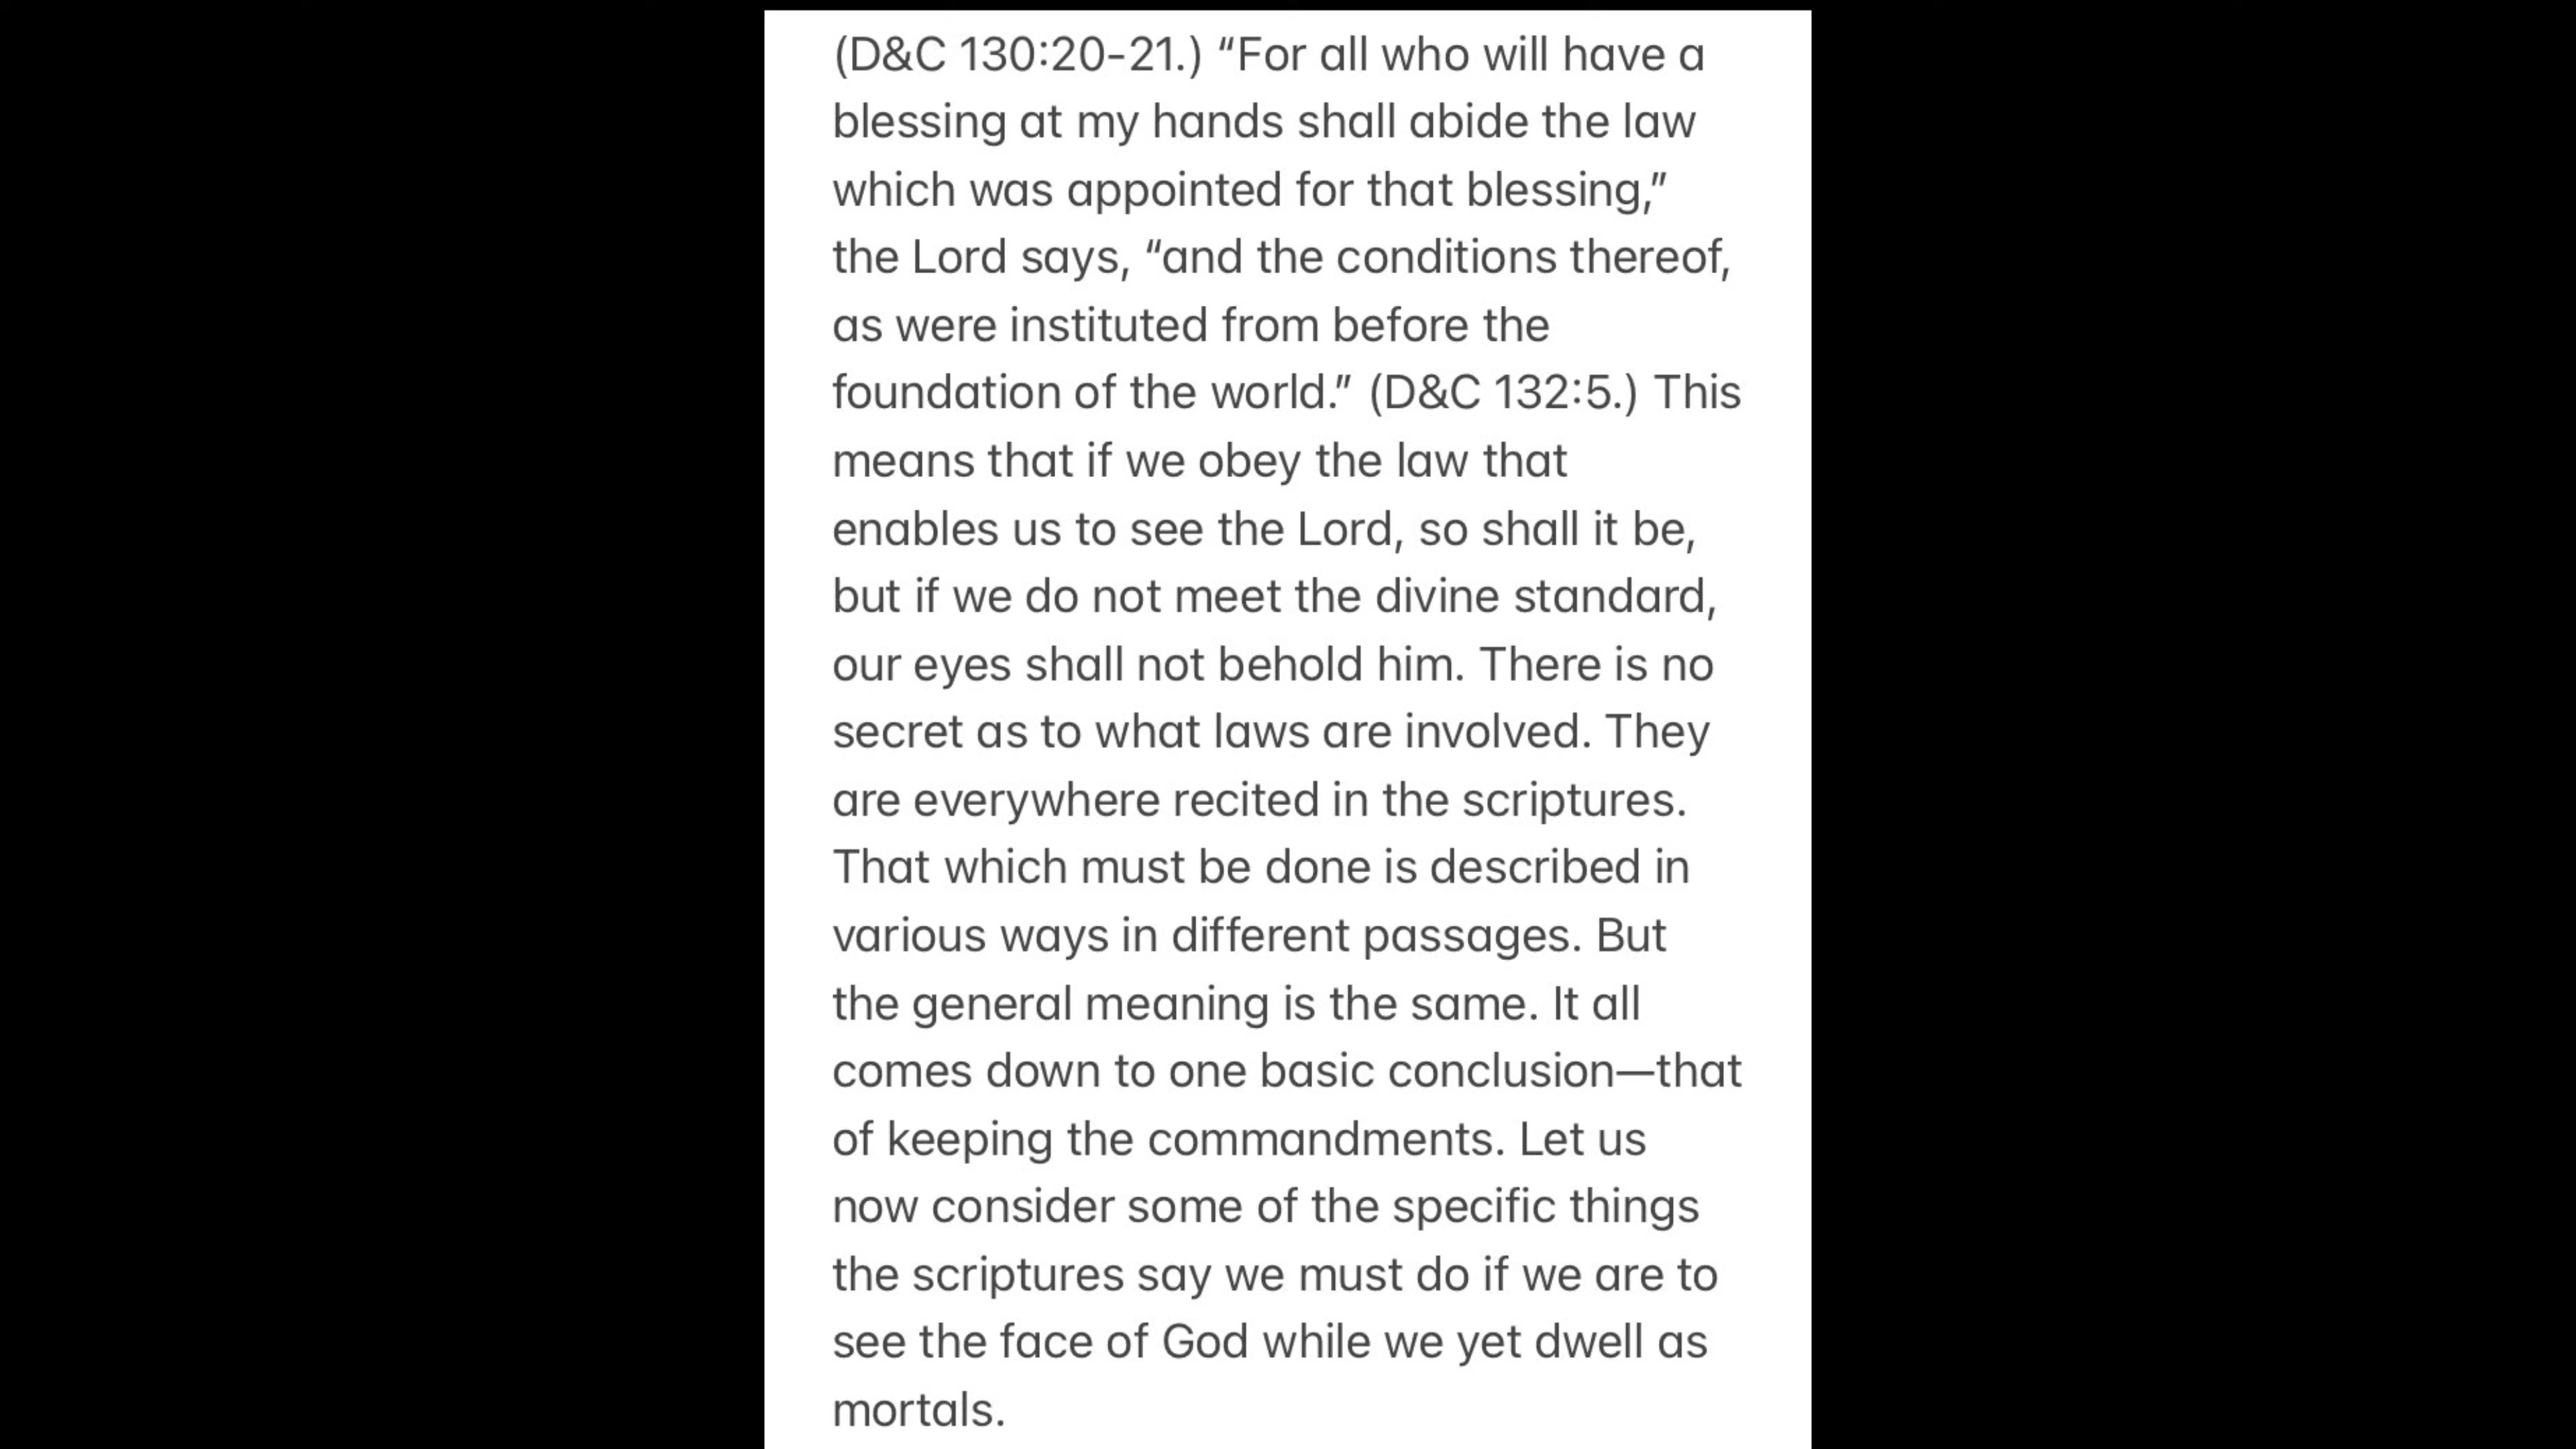 (D&C 130:20-21.) “For all who will have a
blessing at my hands shall abide the law
which was appointed for that blessing,”
the Lord says, “and the conditions thereof,
as were instituted from before the
foundation of the world.” (D&C 132:5.) This
means that if we obey the law that
enables us to see the Lord, so shall it be,
but if we do not meet the divine standard,
our eyes shall not behold him. There is no
secret as to what laws are involved. They
are everywhere recited in the scriptures.
That which must be done is described in
various ways in different passages. But
the general meaning is the same. It all
comes down to one basic conclusion—that
of keeping the commandments. Let us
now consider some of the specific things
the scriptures say we must do if we are to
see the face of God while we yet dwell as
mortals.